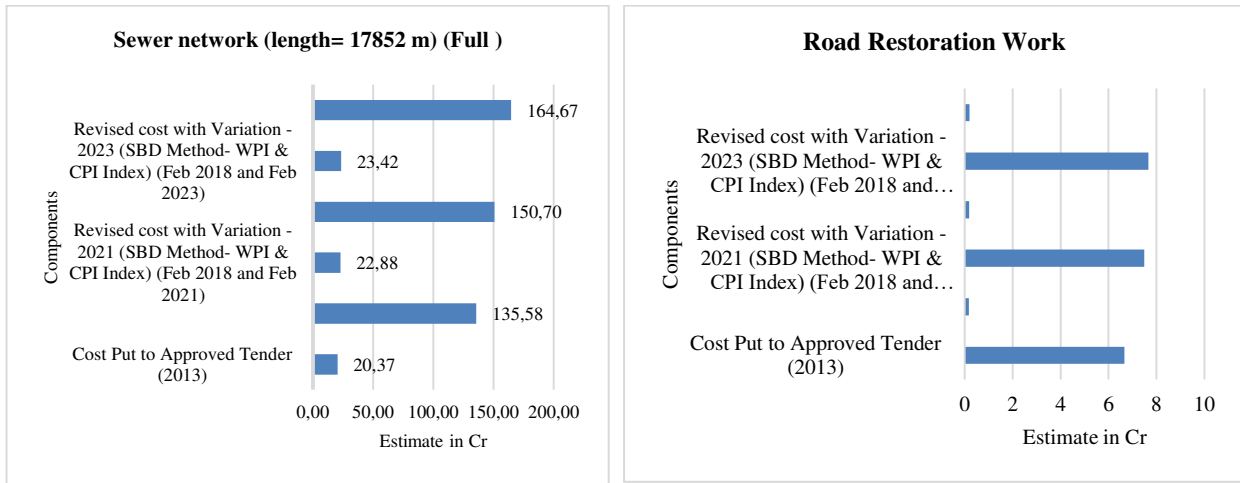 Sewer network (length= 17852 m) (Full )
Components
164,67
Revised cost with Variation -
2023 (SBD Method- WPI &
CPI Index) (Feb 2018 and Feb
2023)
23,42
150,70
Revised cost with Variation -
2021 (SBD Method- WPI &
CPI Index) (Feb 2018 and Feb
2021)
22,88
135,58
Cost Put to Approved Tender
(2013)
20,37
0,00 50,00 100,00 150,00 200,00
Estimate in Cr
Road Restoration Work
Components
Revised cost with Variation -
2023 (SBD Method- WPI &
CPI Index) (Feb 2018 and…
Revised cost with Variation -
2021 (SBD Method- WPI &
CPI Index) (Feb 2018 and…
Cost Put to Approved Tender
(2013)
0 2 4 6 8 10
Estimate in Cr